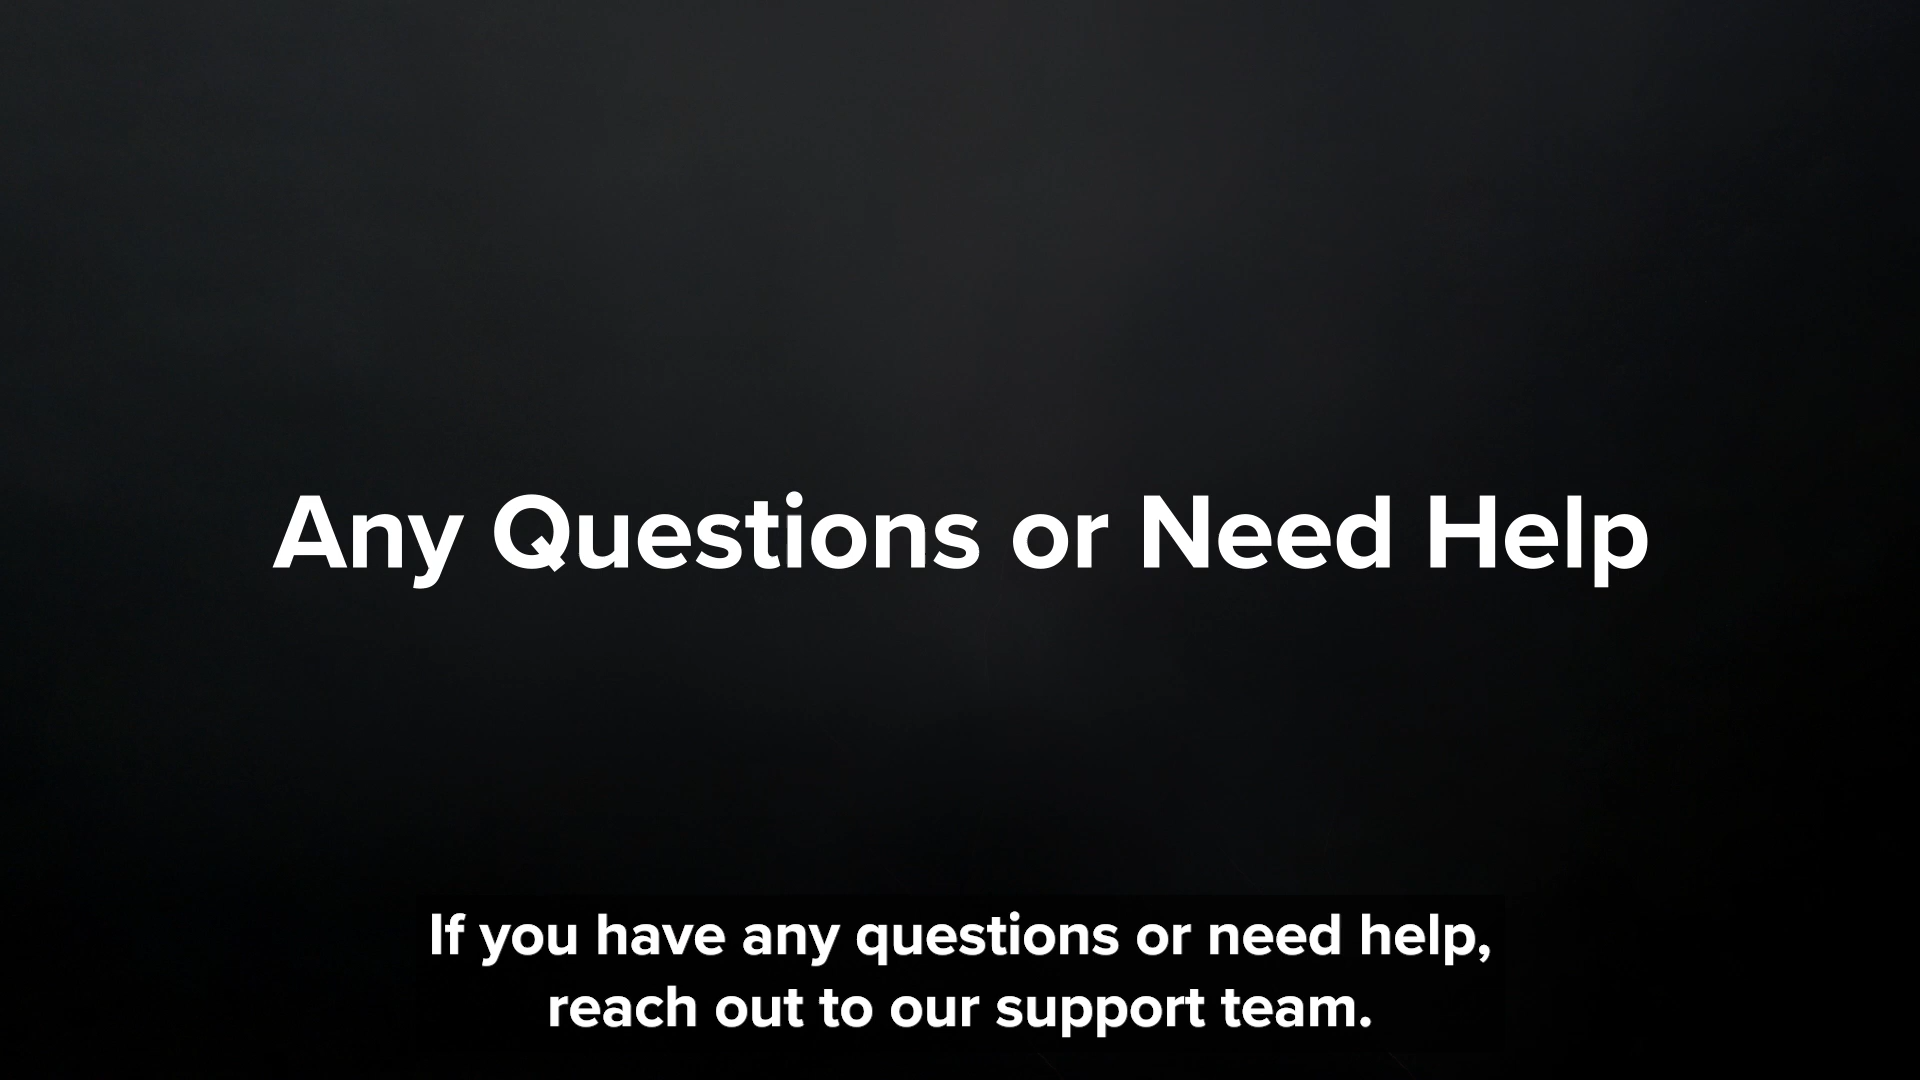 Any Questions or Need Help
If you have any questions or need help,
reach out to our support team.